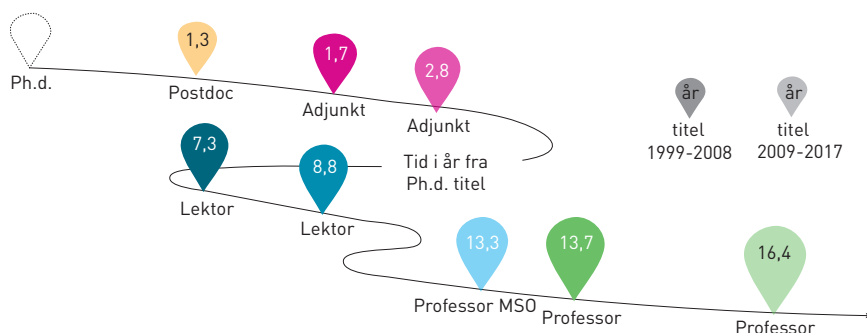 Ph.d.
1,3
Postdoc
1,7
Adjunkt
2,8
Adjunkt
år
titel
1999-2008
år
titel
2009-2017
7,3
Lektor
8,8
Lektor
Tid i år fra
Ph.d. titel
13,3
Professor MSO
13,7
Professor
16,4
Professor